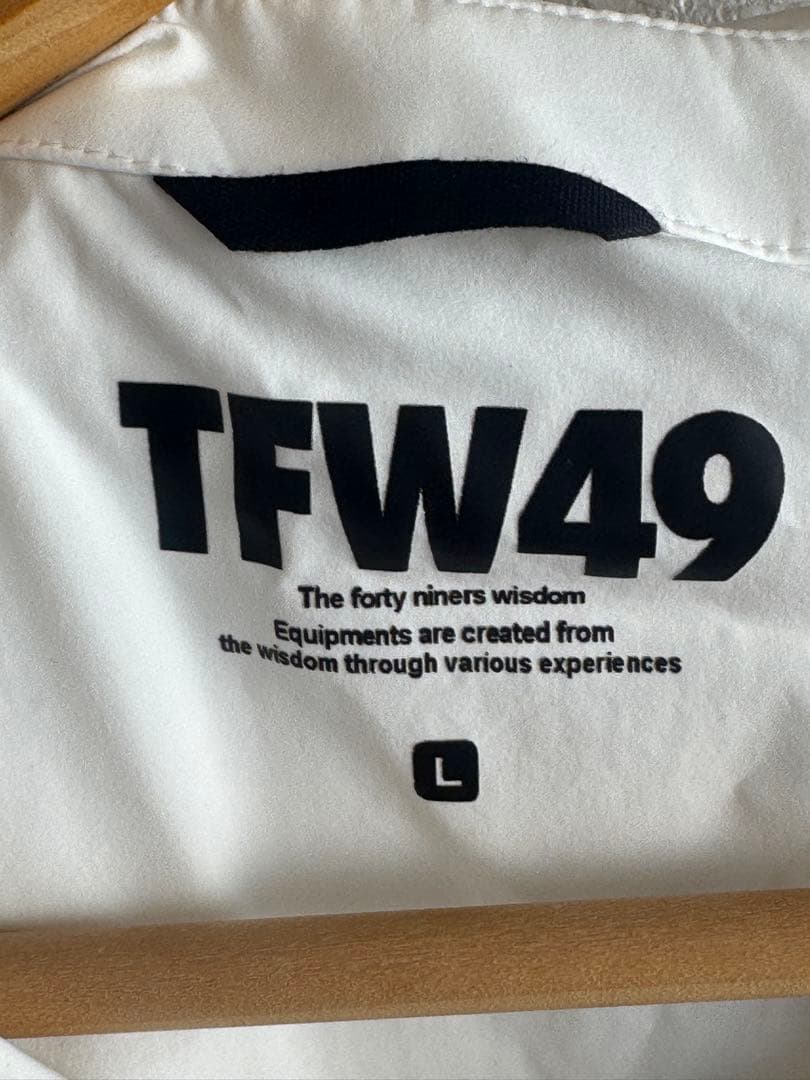 TFW49
The forty niners wisdom
Equipments are created from
the wisdom through various experiences
L